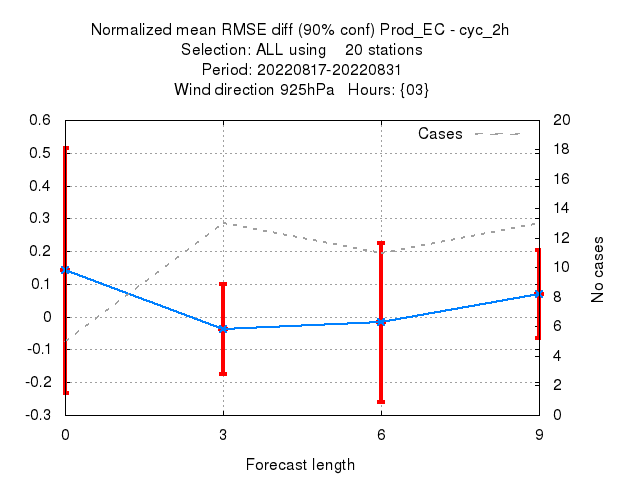 Normalized mean RMSE diff (90% conf) Prod_EC - cyc_2h
Selection: ALL using    20 stations
Period: 20220817-20220831
Wind direction 925hPa   Hours: {03}
Cases
0.6
0.5
0.4
0.3
0.2
0.1
0
-0.1
-0.2
-0.3
20
18
16
14
12
10
8
6
4
2
0
No cases
0 3 6 9
Forecast length